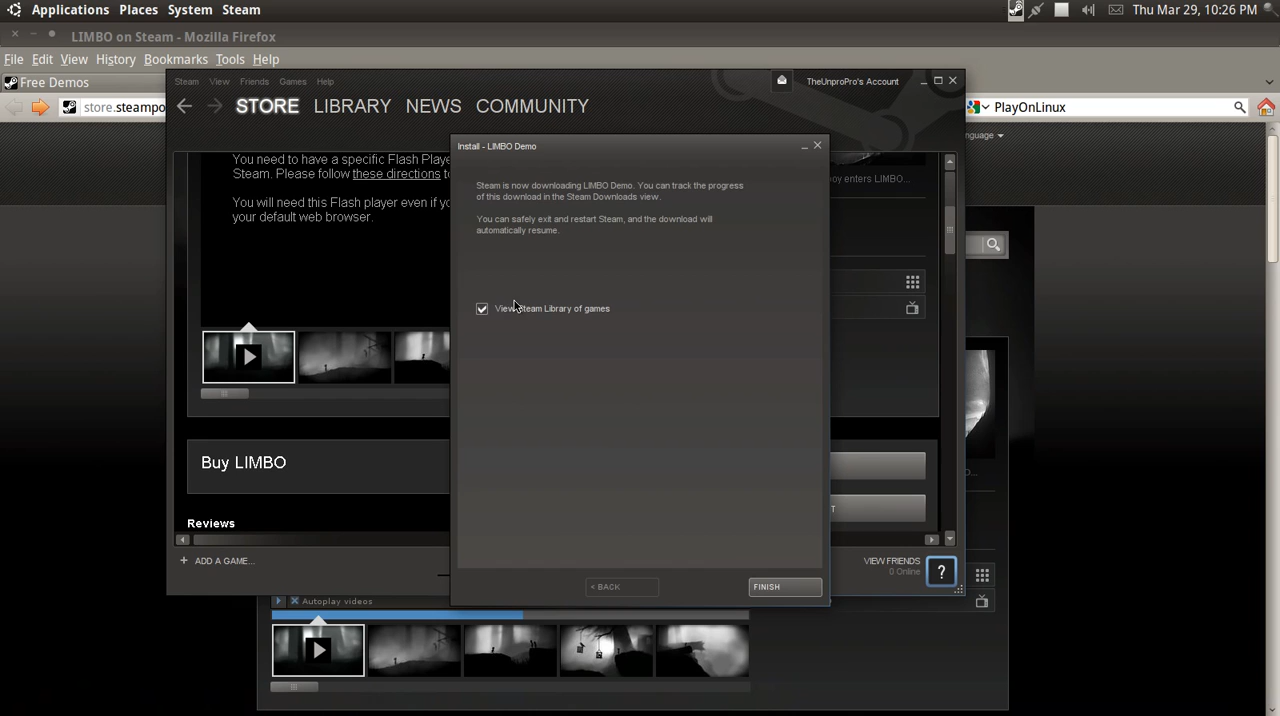 Applications Places System Steam
Thu Mar 29, 10:26 PM
LIMBO on Steam - Mozilla Firefox
File Edit View History Bookmarks Tools Help
Free Demos
store.steampo
PlayOnLinux
Steam View Friends Games Help
TheUnproPro's Account
STORE LIBRARY NEWS COMMUNITY
nguage
Install - LIMBO Demo
You need to have a specific Flash Playe
Steam. Please follow these directions to
You will need this Flash player even if yo
your default web browser.
boy enters LIMBO...
Steam is now downloading LIMBO Demo. You can track the progress
of this download in the Steam Downloads view.
You can safely exit and restart Steam, and the download will
automatically resume.
View Steam Library of games
Buy LIMBO
Reviews
T
+ ADD A GAME...
VIEW FRIENDS
0 Online
?
< BACK
FINISH
Autoplay videos